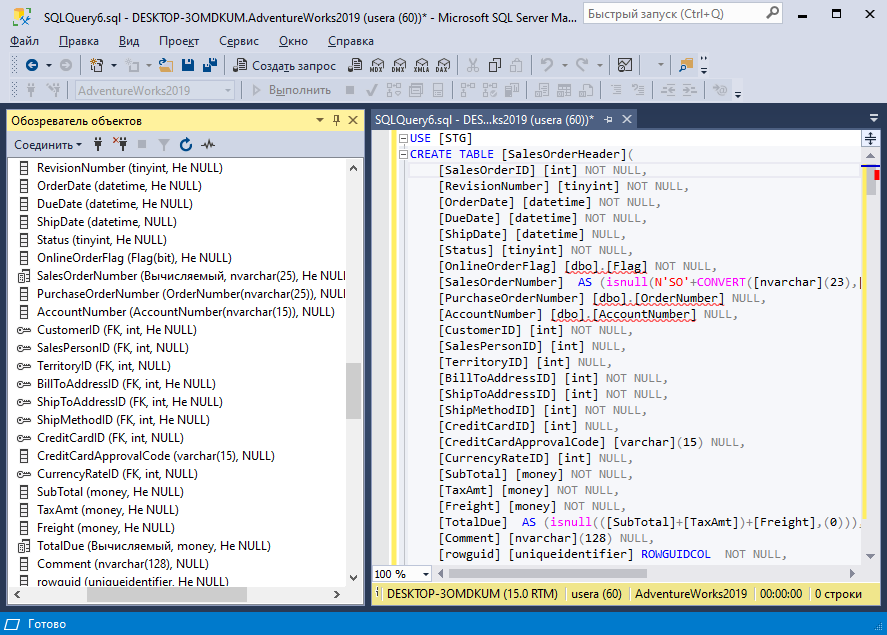 SQLQuery6.sql - DESKTOP-3OMDKUM.AdventureWorks2019 (usera (60))* - Microsoft SQL Server Ma...
Быстрый запуск (Ctrl+Q)
Файл Правка Вид Проект Сервис Окно Справка
Создать запрос MDX DMX XMLA DAX
AdventureWorks2019 Выполнить
Обозреватель объектов
Соединить
RevisionNumber (tinyint, Не NULL)
OrderDate (datetime, Не NULL)
DueDate (datetime, Не NULL)
ShipDate (datetime, NULL)
Status (tinyint, Не NULL)
OnlineOrderFlag (Flag(bit), Не NULL)
SalesOrderNumber (Вычисляемый, nvarchar(25), Не NULL
PurchaseOrderNumber (OrderNumber(nvarchar(25)), NULL
AccountNumber (AccountNumber(nvarchar(15)), NULL)
CustomerID (FK, int, Не NULL)
SalesPersonID (FK, int, NULL)
TerritoryID (FK, int, NULL)
BillToAddressID (FK, int, Не NULL)
ShipToAddressID (FK, int, Не NULL)
ShipMethodID (FK, int, Не NULL)
CreditCardID (FK, int, NULL)
CreditCardApprovalCode (varchar(15), NULL)
CurrencyRateID (FK, int, NULL)
SubTotal (money, Не NULL)
TaxAmt (money, Не NULL)
Freight (money, Не NULL)
TotalDue (Вычисляемый, money, Не NULL)
Comment (nvarchar(128), NULL)
rowguid (uniqueidentifier, Не NULL)
SQLQuery6.sql - DES...ks2019 (usera (60))*
USE [STG]
CREATE TABLE [SalesOrderHeader](
[SalesOrderID] [int] NOT NULL,
[RevisionNumber] [tinyint] NOT NULL,
[OrderDate] [datetime] NOT NULL,
[DueDate] [datetime] NOT NULL,
[ShipDate] [datetime] NULL,
[Status] [tinyint] NOT NULL,
[OnlineOrderFlag] [dbo].[Flag] NOT NULL,
[SalesOrderNumber] AS (isnull(N'SO'+CONVERT([nvarchar](23),[
[PurchaseOrderNumber] [dbo].[OrderNumber] NULL,
[AccountNumber] [dbo].[AccountNumber] NULL,
[CustomerID] [int] NOT NULL,
[SalesPersonID] [int] NULL,
[TerritoryID] [int] NULL,
[BillToAddressID] [int] NOT NULL,
[ShipToAddressID] [int] NOT NULL,
[ShipMethodID] [int] NOT NULL,
[CreditCardID] [int] NULL,
[CreditCardApprovalCode] [varchar](15) NULL,
[CurrencyRateID] [int] NULL,
[SubTotal] [money] NOT NULL,
[TaxAmt] [money] NOT NULL,
[Freight] [money] NOT NULL,
[TotalDue] AS (isnull(([SubTotal]+[TaxAmt])+[Freight],(0))),
[Comment] [nvarchar](128) NULL,
[rowguid] [uniqueidentifier] ROWGUIDCOL NOT NULL,
100 %
DESKTOP-3OMDKUM (15.0 RTM) usera (60) AdventureWorks2019 00:00:00 0 строки
Готово